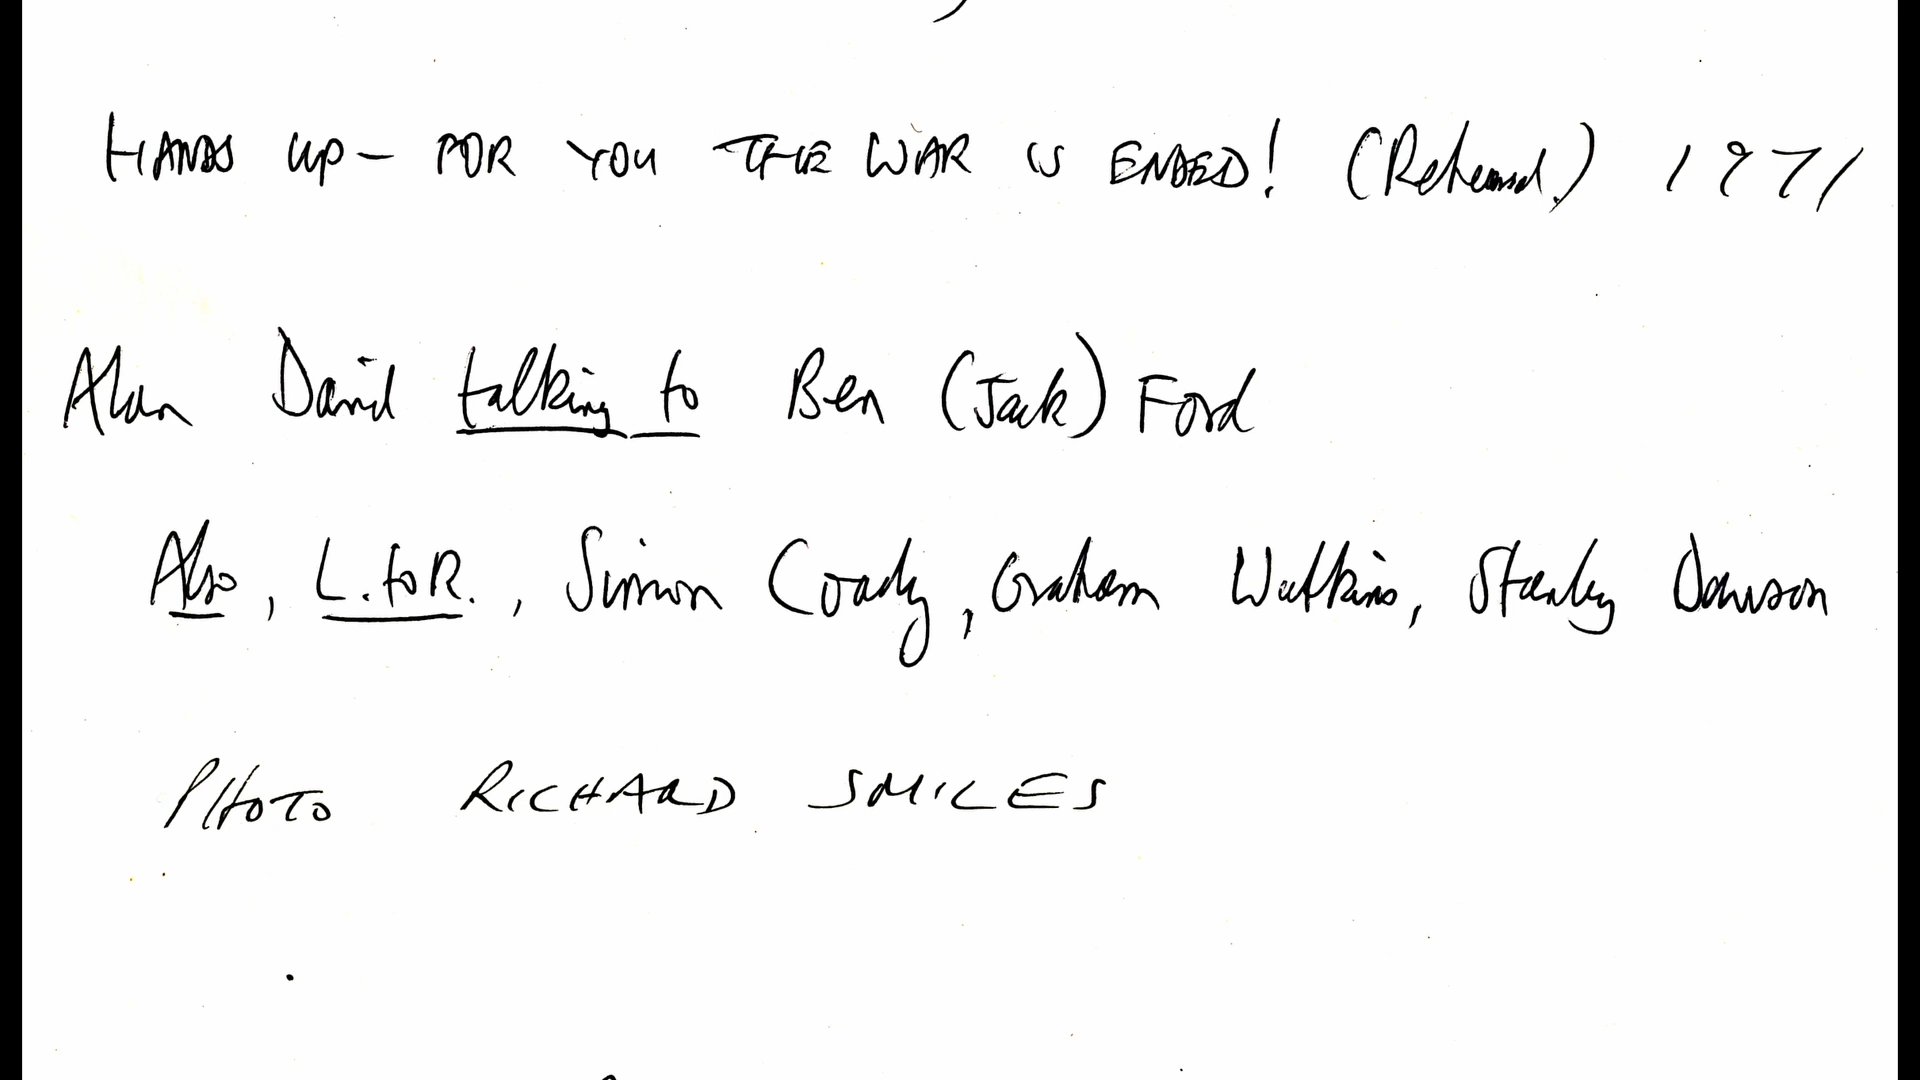 HANDS UP – FOR YOU THE WAR IS ENDED! (Rehearsal.) 1971
Alan David talking to Ben (Jack) Ford
Also, L. to R., Simon Coady, Graham Watkins, Stanley Dawson
PHOTO RICHARD SMILES